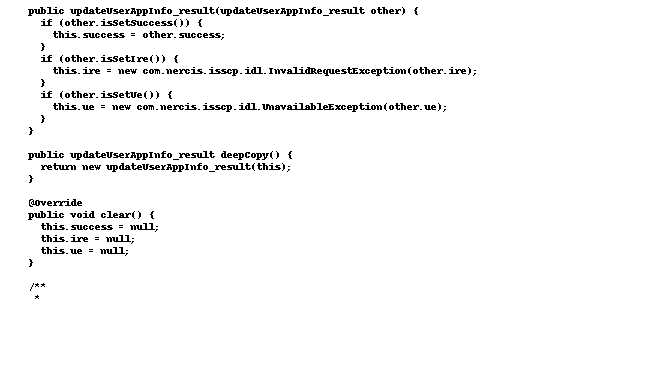 public updateUserAppInfo_result(updateUserAppInfo_result other) {
if (other.isSetSuccess()) {
this.success = other.success;
}
if (other.isSetIre()) {
this.ire = new com.nercis.isscp.idl.InvalidRequestException(other.ire);
}
if (other.isSetUe()) {
this.ue = new com.nercis.isscp.idl.UnavailableException(other.ue);
}
}
public updateUserAppInfo_result deepCopy() {
return new updateUserAppInfo_result(this);
}
@Override
public void clear() {
this.success = null;
this.ire = null;
this.ue = null;
}
/**
*